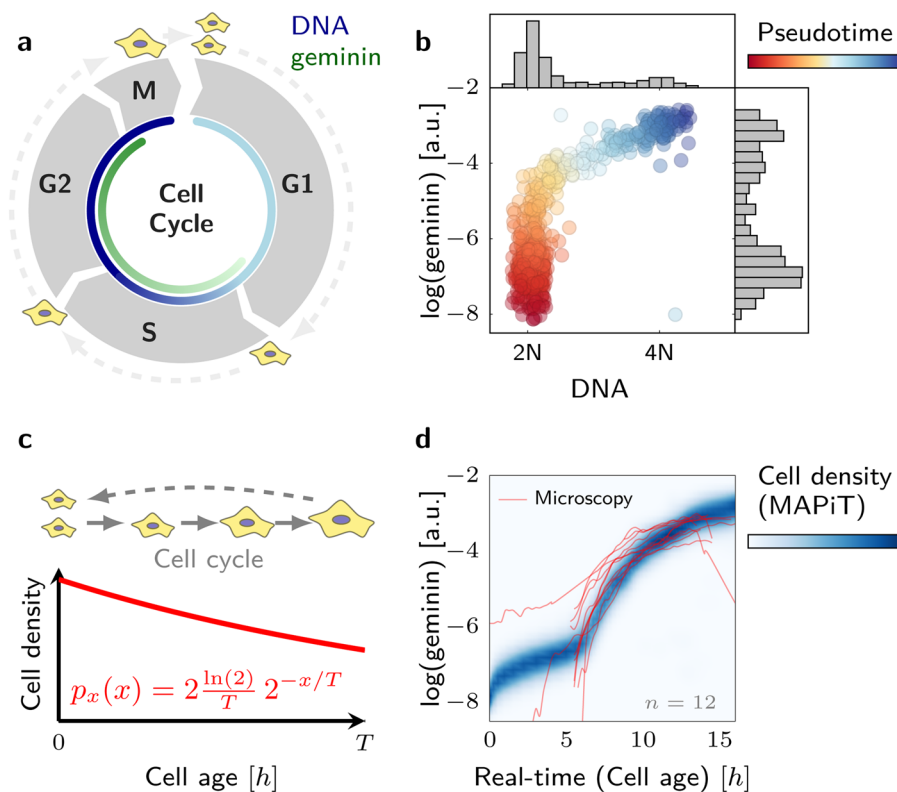 a
DNA
geminin
M
G2
G1
S
Cell
Cycle
b
Pseudotime
log(geminin) [a.u.]
−2
−4
−6
−8
2N
4N
DNA
c
Cell cycle
Cell density
p_x(x) = 2 ln(2)/T 2^{−x/T}
0
T
Cell age [h]
d
Cell density
(MAPiT)
log(geminin) [a.u.]
−2
−4
−6
−8
Microscopy
n = 12
0
5
10
15
Real-time (Cell age) [h]